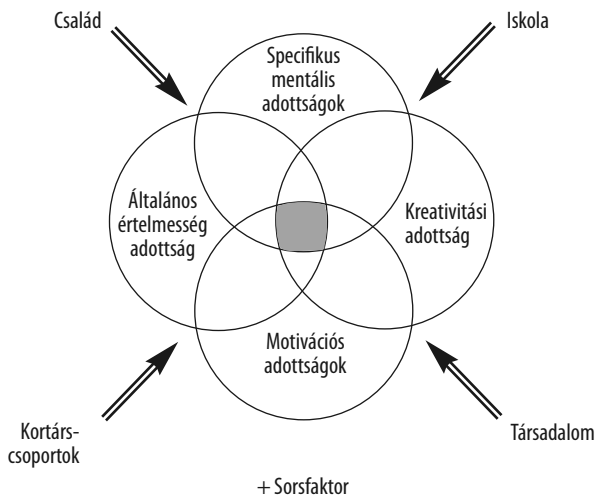 Család
Iskola
Specifikus
mentális
adottságok
Általános
értelmesség
adottság
Kreativitási
adottság
Motivációs
adottságok
Kortárs-
csoportok
Társadalom
+ Sorsfaktor